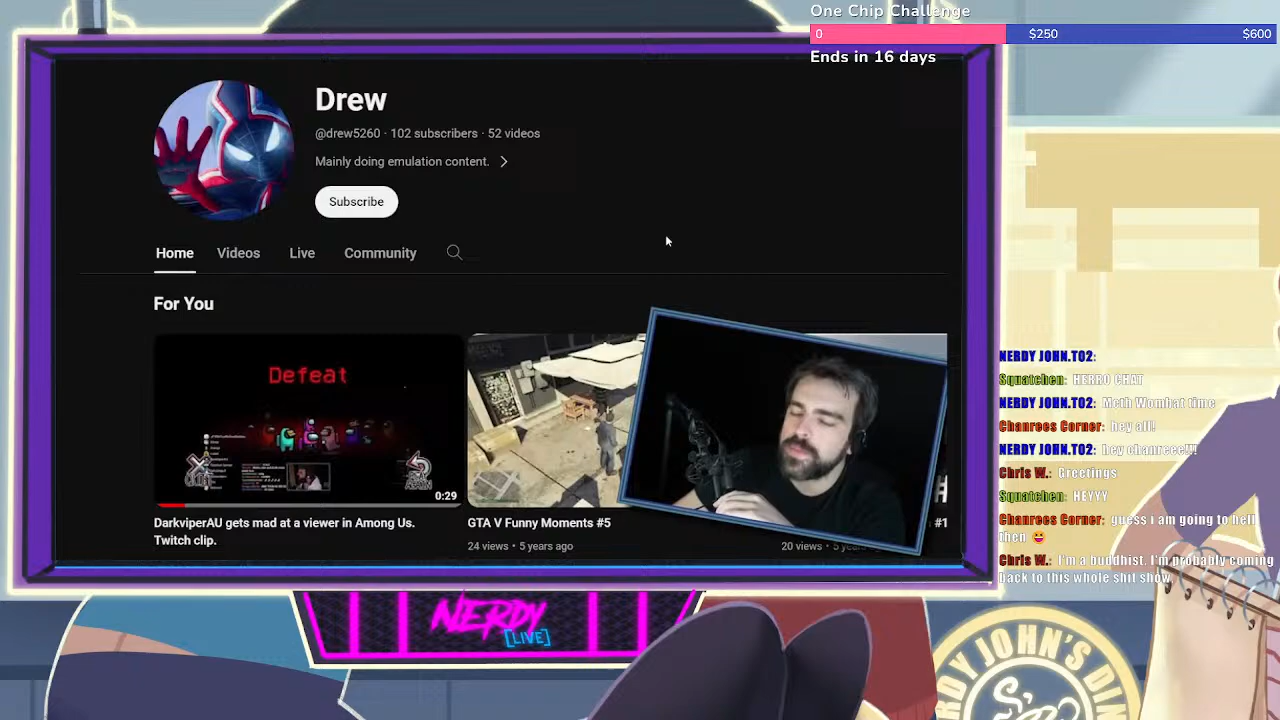 One Chip Challenge
0 $250 $600
Ends in 16 days
Drew
@drew5260 · 102 subscribers · 52 videos
Mainly doing emulation content.
Subscribe
Home Videos Live Community
For You
Defeat
0:29
DarkviperAU gets mad at a viewer in Among Us.
Twitch clip.
GTA V Funny Moments #5
24 views • 5 years ago
#1
20 views • 5 years
NERDY JOHN.TO2:
Squatchen: HERRO CHAT
NERDY JOHN.TO2: Meth Wombat time
Chanrees Corner: hey all!
NERDY JOHN.TO2: hey chanreee!!!
Chris W.: Greetings
Squatchen: HEYYY
Chanrees Corner: guess i am going to hell
then 😝
Chris W.: I'm a buddhist. I'm probably coming
back to this whole shit show
NERDY
[LIVE]
RDY JOHN'S DIN